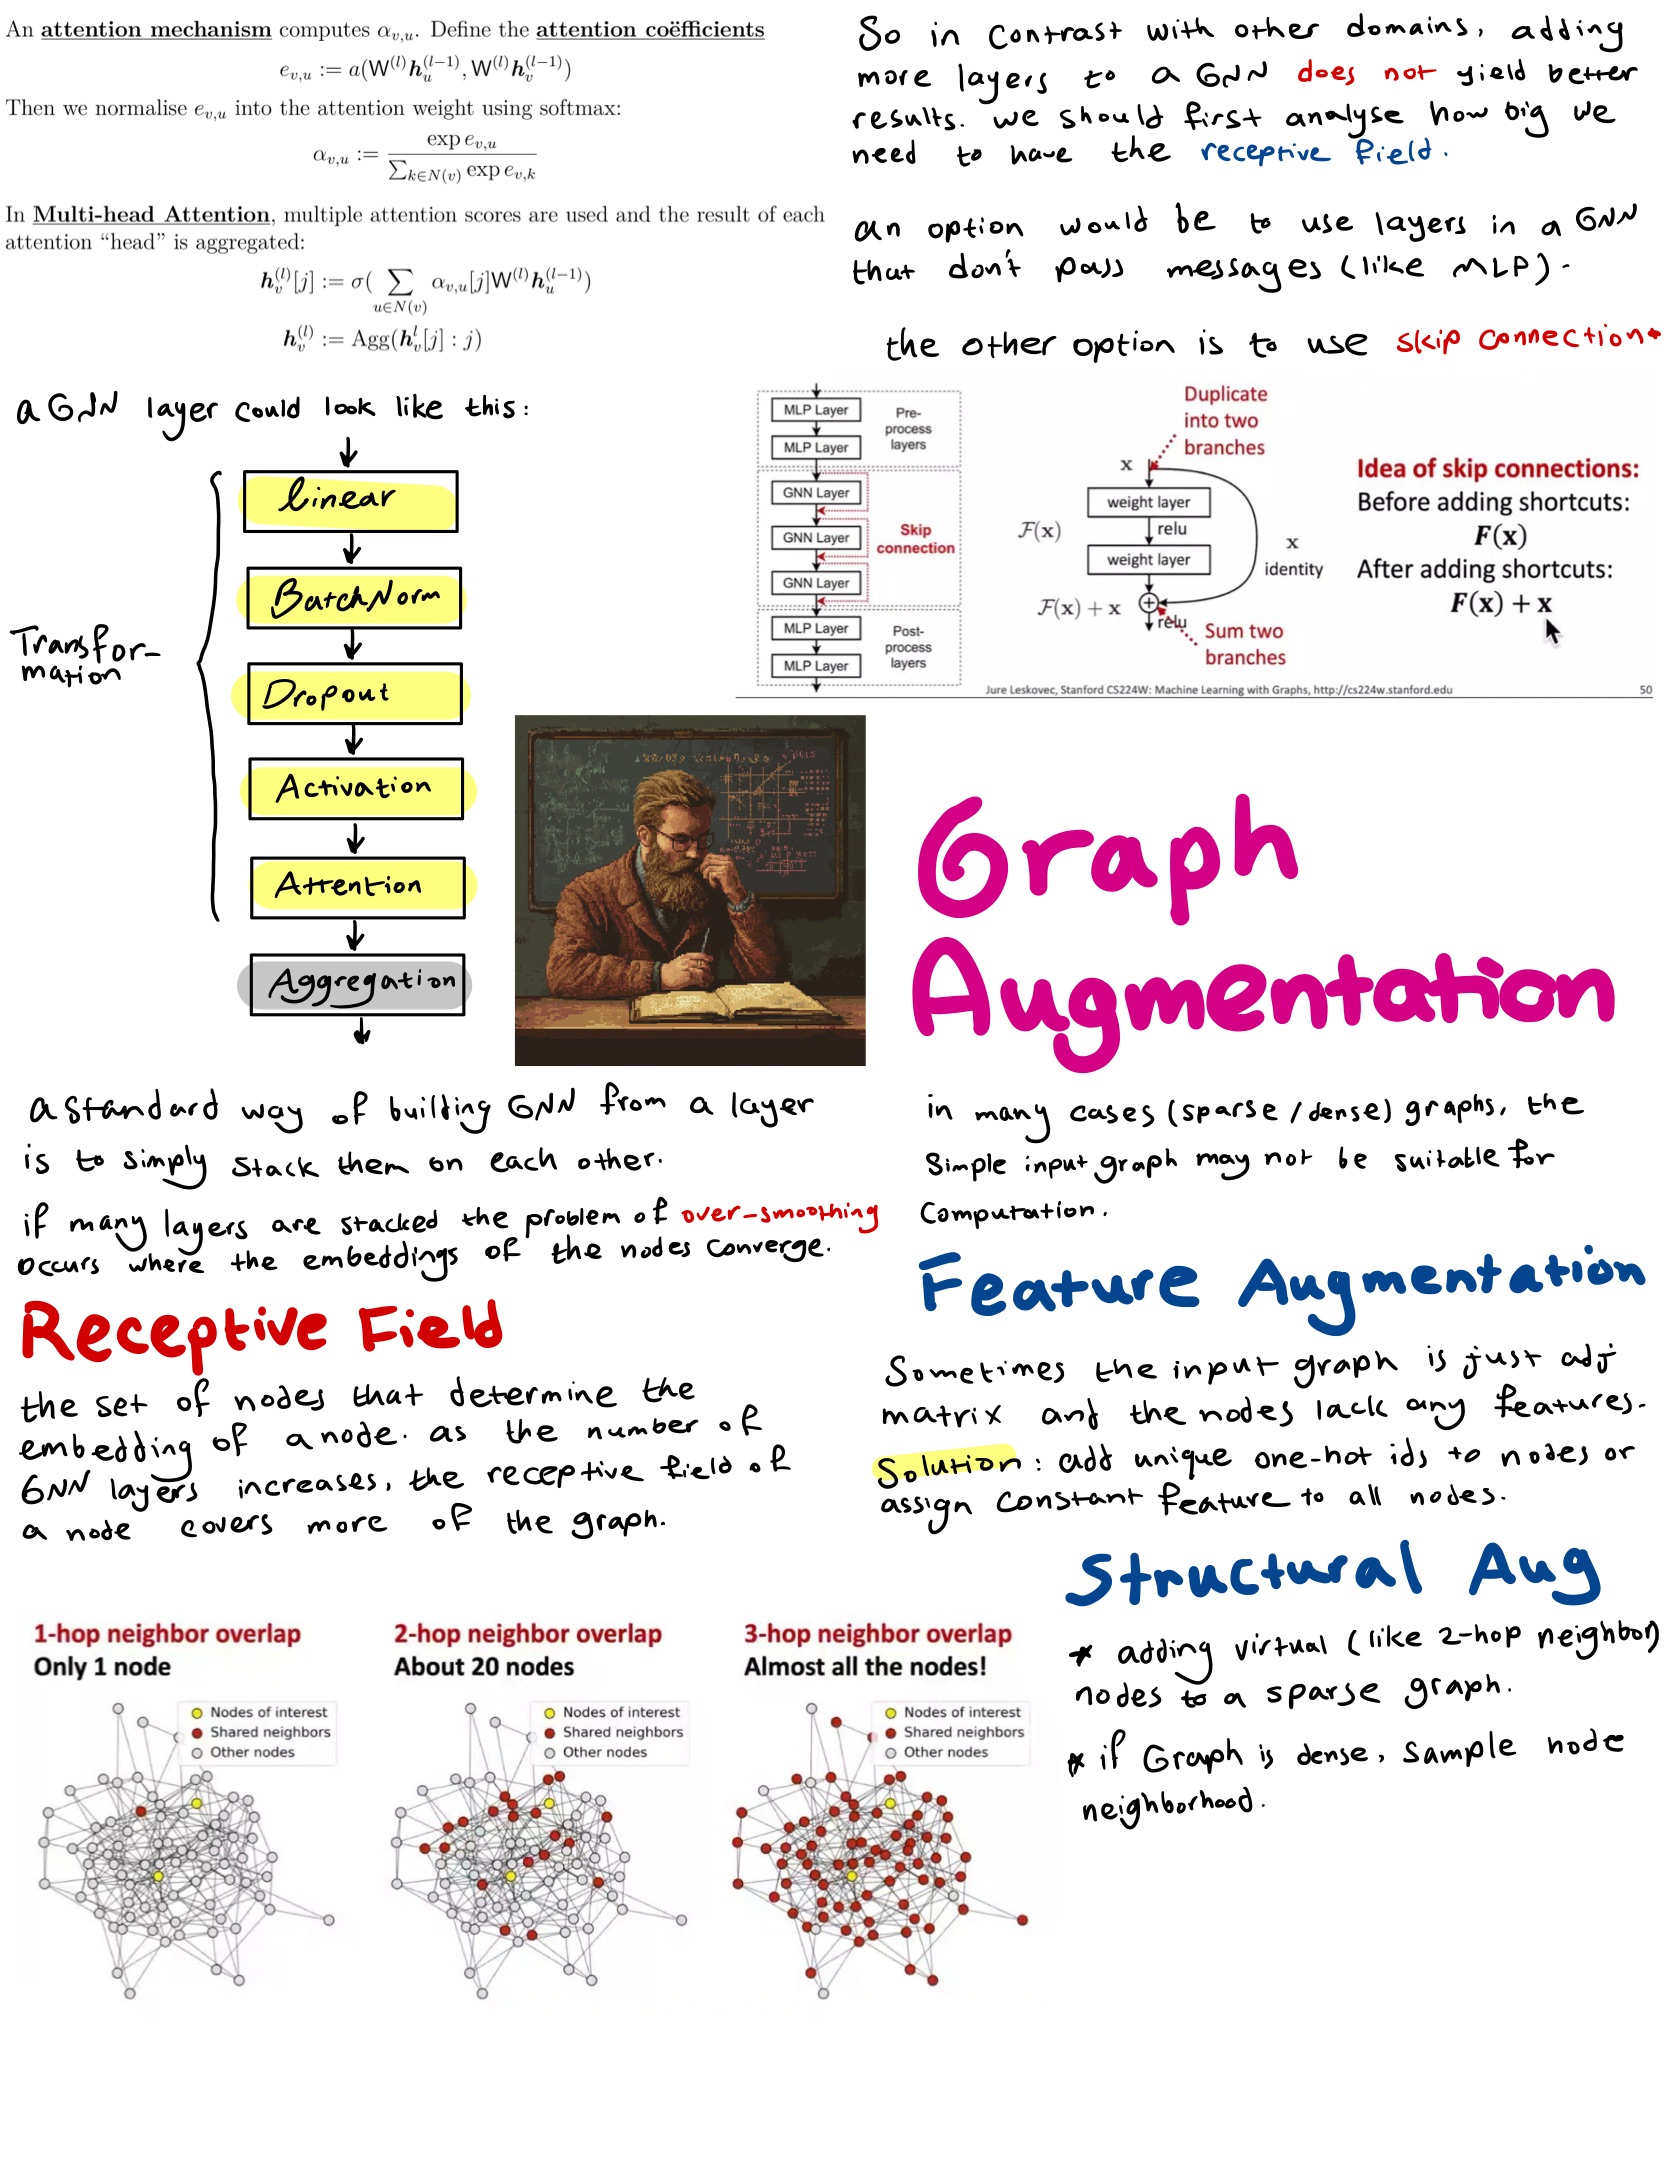 An attention mechanism computes α_{v,u}. Define the attention coëfficients
e_{v,u} := a(W^{(l)}h_u^{(l−1)}, W^{(l)}h_v^{(l−1)})
Then we normalise e_{v,u} into the attention weight using softmax:
α_{v,u} := exp e_{v,u} / ∑_{k∈N(v)} exp e_{v,k}
In Multi-head Attention, multiple attention scores are used and the result of each
attention “head” is aggregated:
h_v^{(l)}[j] := σ( ∑_{u∈N(v)} α_{v,u}[j]W^{(l)}h_u^{(l−1)})
h_v^{(l)} := Agg(h_v^{l}[j] : j)
a GNN layer could look like this:
Transfor-
mation
linear
BatchNorm
Dropout
Activation
Attention
Aggregation
a standard way of building GNN from a layer
is to simply stack them on each other.
if many layers are stacked the problem of over-smoothing
occurs where the embeddings of the nodes converge.
Receptive Field
the set of nodes that determine the
embedding of a node. as the number of
GNN layers increases, the receptive field of
a node covers more of the graph.
1-hop neighbor overlap
Only 1 node
Nodes of interest
Shared neighbors
Other nodes
2-hop neighbor overlap
About 20 nodes
Nodes of interest
Shared neighbors
Other nodes
3-hop neighbor overlap
Almost all the nodes!
Nodes of interest
Shared neighbors
Other nodes
So in contrast with other domains, adding
more layers to a GNN does not yield better
results. we should first analyse how big we
need to have the receptive field.
an option would be to use layers in a GNN
that don't pass messages (like MLP).
the other option is to use skip connection.
MLP Layer
MLP Layer
Pre-
process
layers
GNN Layer
GNN Layer
GNN Layer
Skip
connection
MLP Layer
MLP Layer
Post-
process
layers
Duplicate
into two
branches
x
weight layer
F(x)
relu
weight layer
x
identity
F(x) + x
+
relu
Sum two
branches
Idea of skip connections:
Before adding shortcuts:
F(x)
After adding shortcuts:
F(x) + x
Jure Leskovec, Stanford CS224W: Machine Learning with Graphs, http://cs224w.stanford.edu
50
Graph
Augmentation
in many cases (sparse/dense) graphs, the
simple input graph may not be suitable for
computation.
Feature Augmentation
Sometimes the input graph is just adj
matrix and the nodes lack any features.
Solution: add unique one-hot ids to nodes or
assign constant feature to all nodes.
Structural Aug
* adding virtual (like 2-hop neighbor)
nodes to a sparse graph.
* if Graph is dense, sample node
neighborhood.